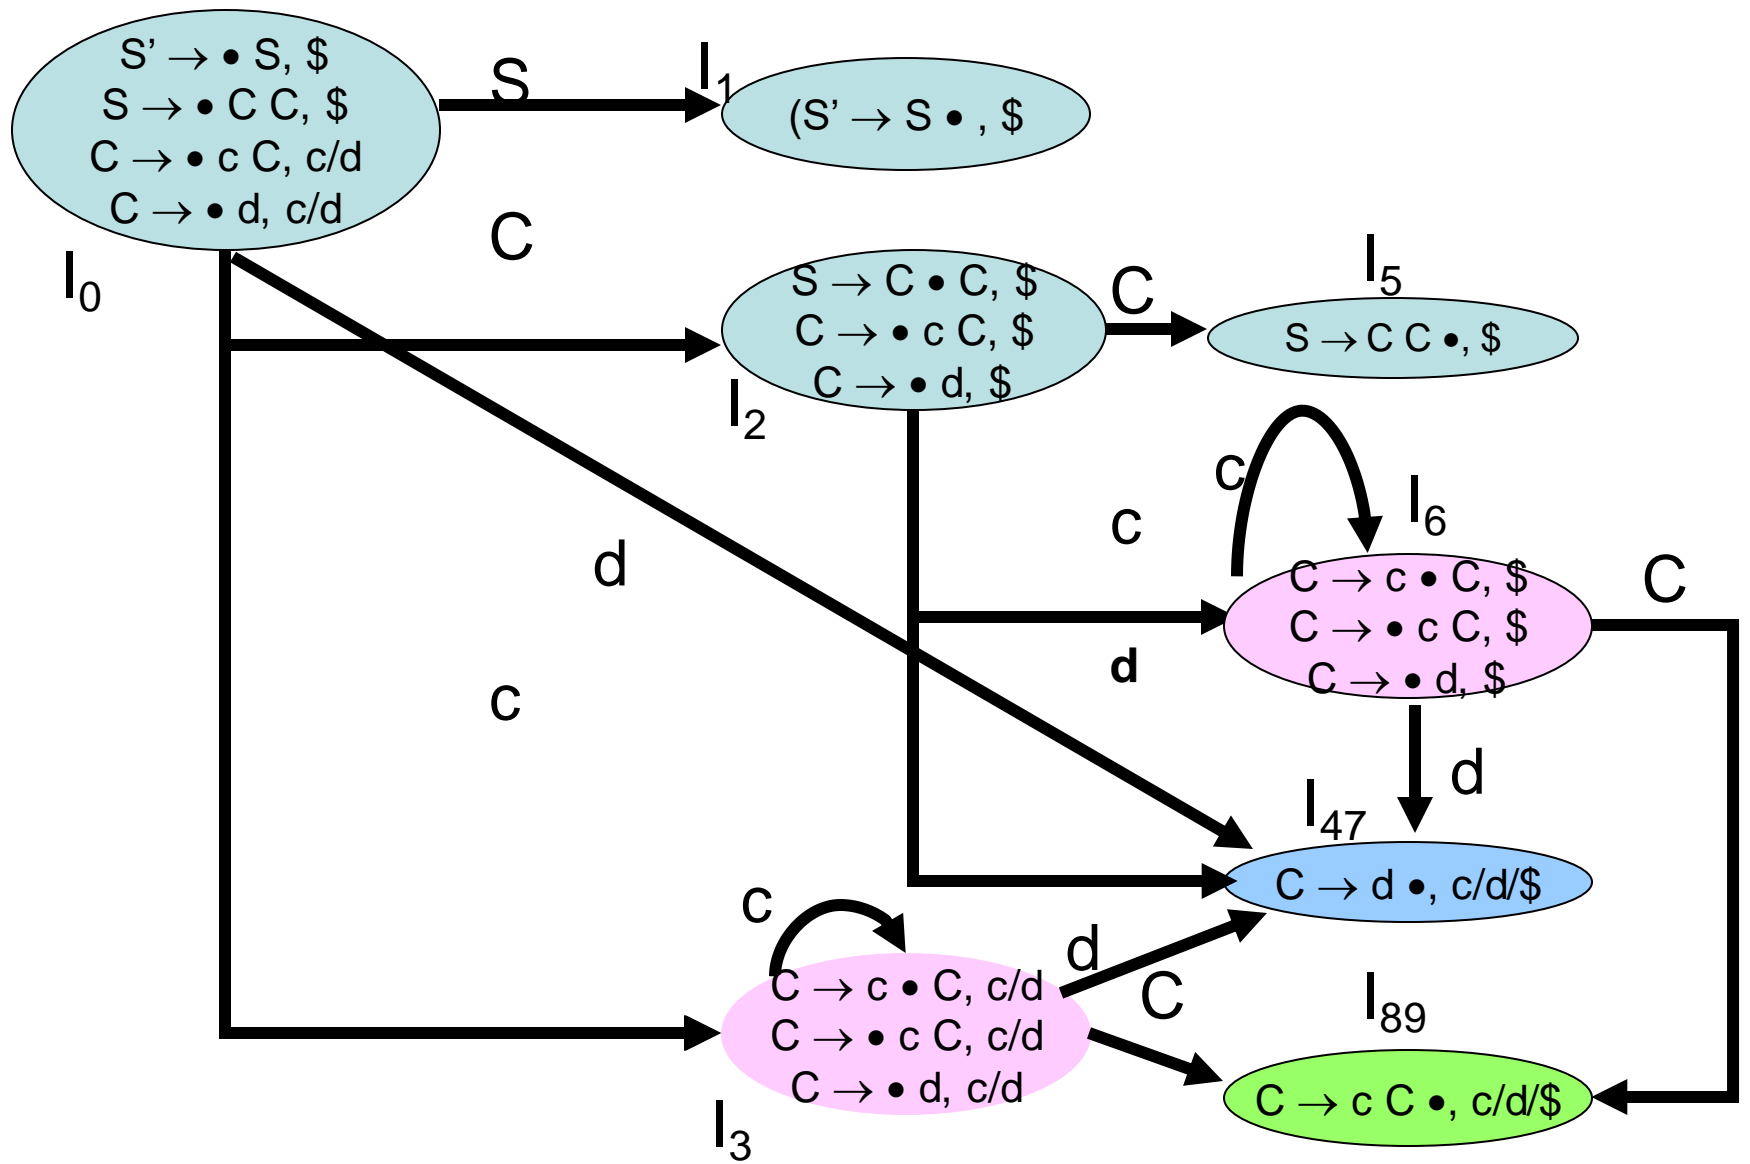 S’ → • S, $
S → • C C, $
C → • c C, c/d
C → • d, c/d
I0
S
I1
(S’ → S • , $
C
S → C • C, $
C → • c C, $
C → • d, $
I2
C
I5
S → C C •, $
c
I6
c
C → c • C, $
C → • c C, $
C → • d, $
C
d
d
c
d
I47
C → d •, c/d/$
c
C → c • C, c/d
C → • c C, c/d
C → • d, c/d
I3
d
C
I89
C → c C •, c/d/$